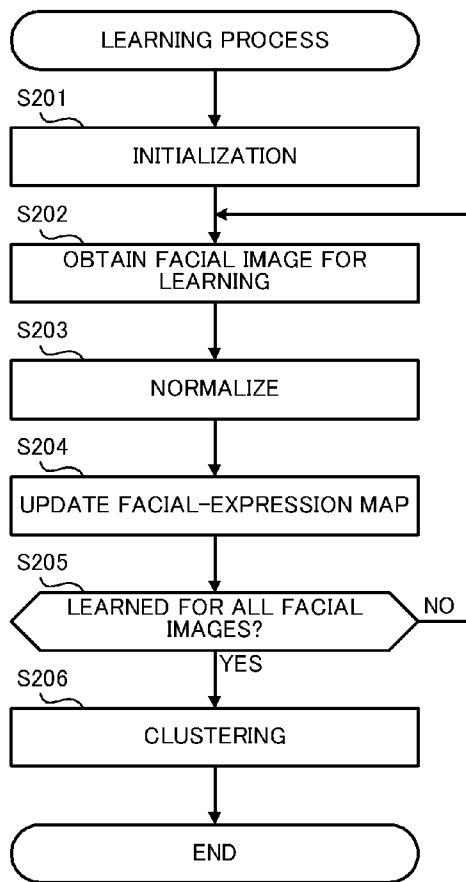 LEARNING PROCESS
S201
INITIALIZATION
S202
OBTAIN FACIAL IMAGE FOR
LEARNING
S203
NORMALIZE
S204
UPDATE FACIAL-EXPRESSION MAP
S205
LEARNED FOR ALL FACIAL
IMAGES?
NO
YES
S206
CLUSTERING
END